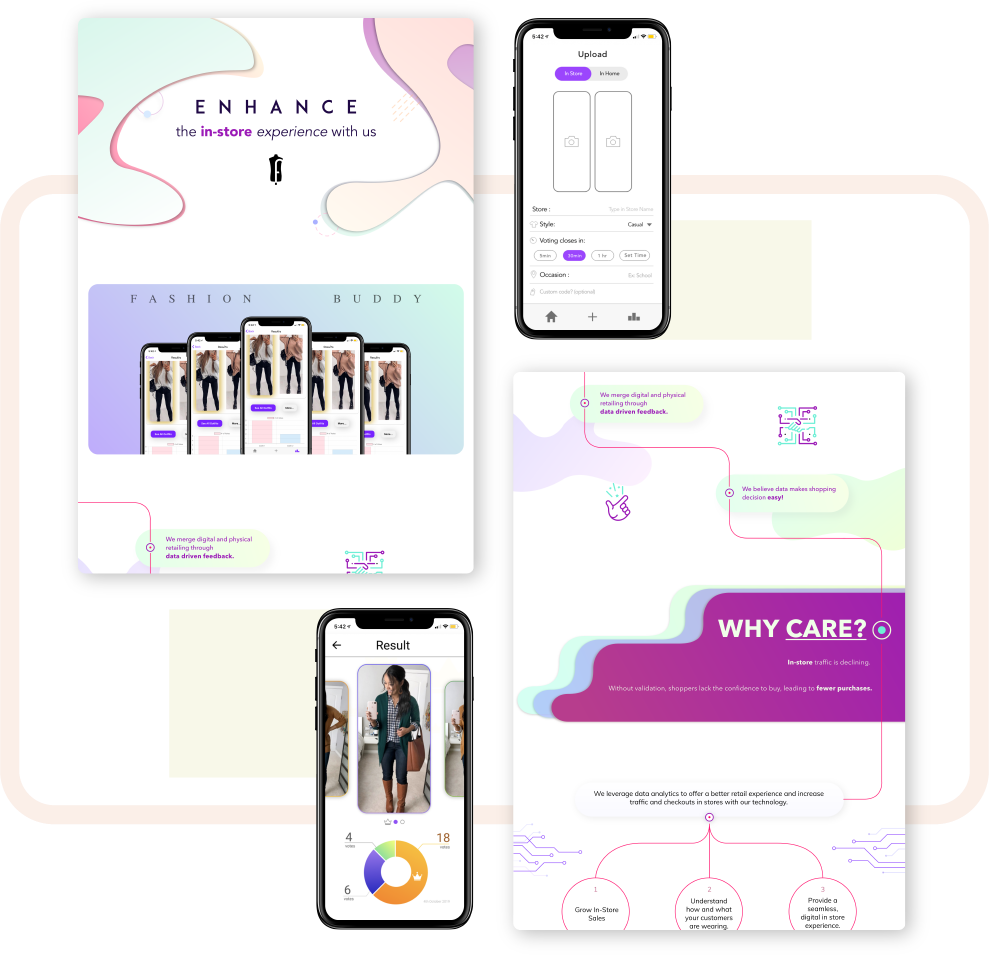 ENHANCE
the in-store experience with us
FASHION BUDDY
Results
See All Outfits
More...
We merge digital and physical
retailing through
data driven feedback.
5:42
Upload
In Store
In Home
Store :
Type in Store Name
Style:
Casual
Voting closes in:
5min
30min
1 hr
Set Time
Occasion :
Ex: School
Custom code? (optional)
We merge digital and physical
retailing through
data driven feedback.
We believe data makes shopping
decision easy!
WHY CARE?
In-store traffic is declining.
Without validation, shoppers lack the confidence to buy, leading to fewer purchases.
We leverage data analytics to offer a better retail experience and increase
traffic and checkouts in stores with our technology.
1
Grow In-Store
Sales
2
Understand
how and what
your customers
are wearing.
3
Provide a
seamless,
digital in store
experience.
5:42
Result
4
votes
18
votes
6
votes